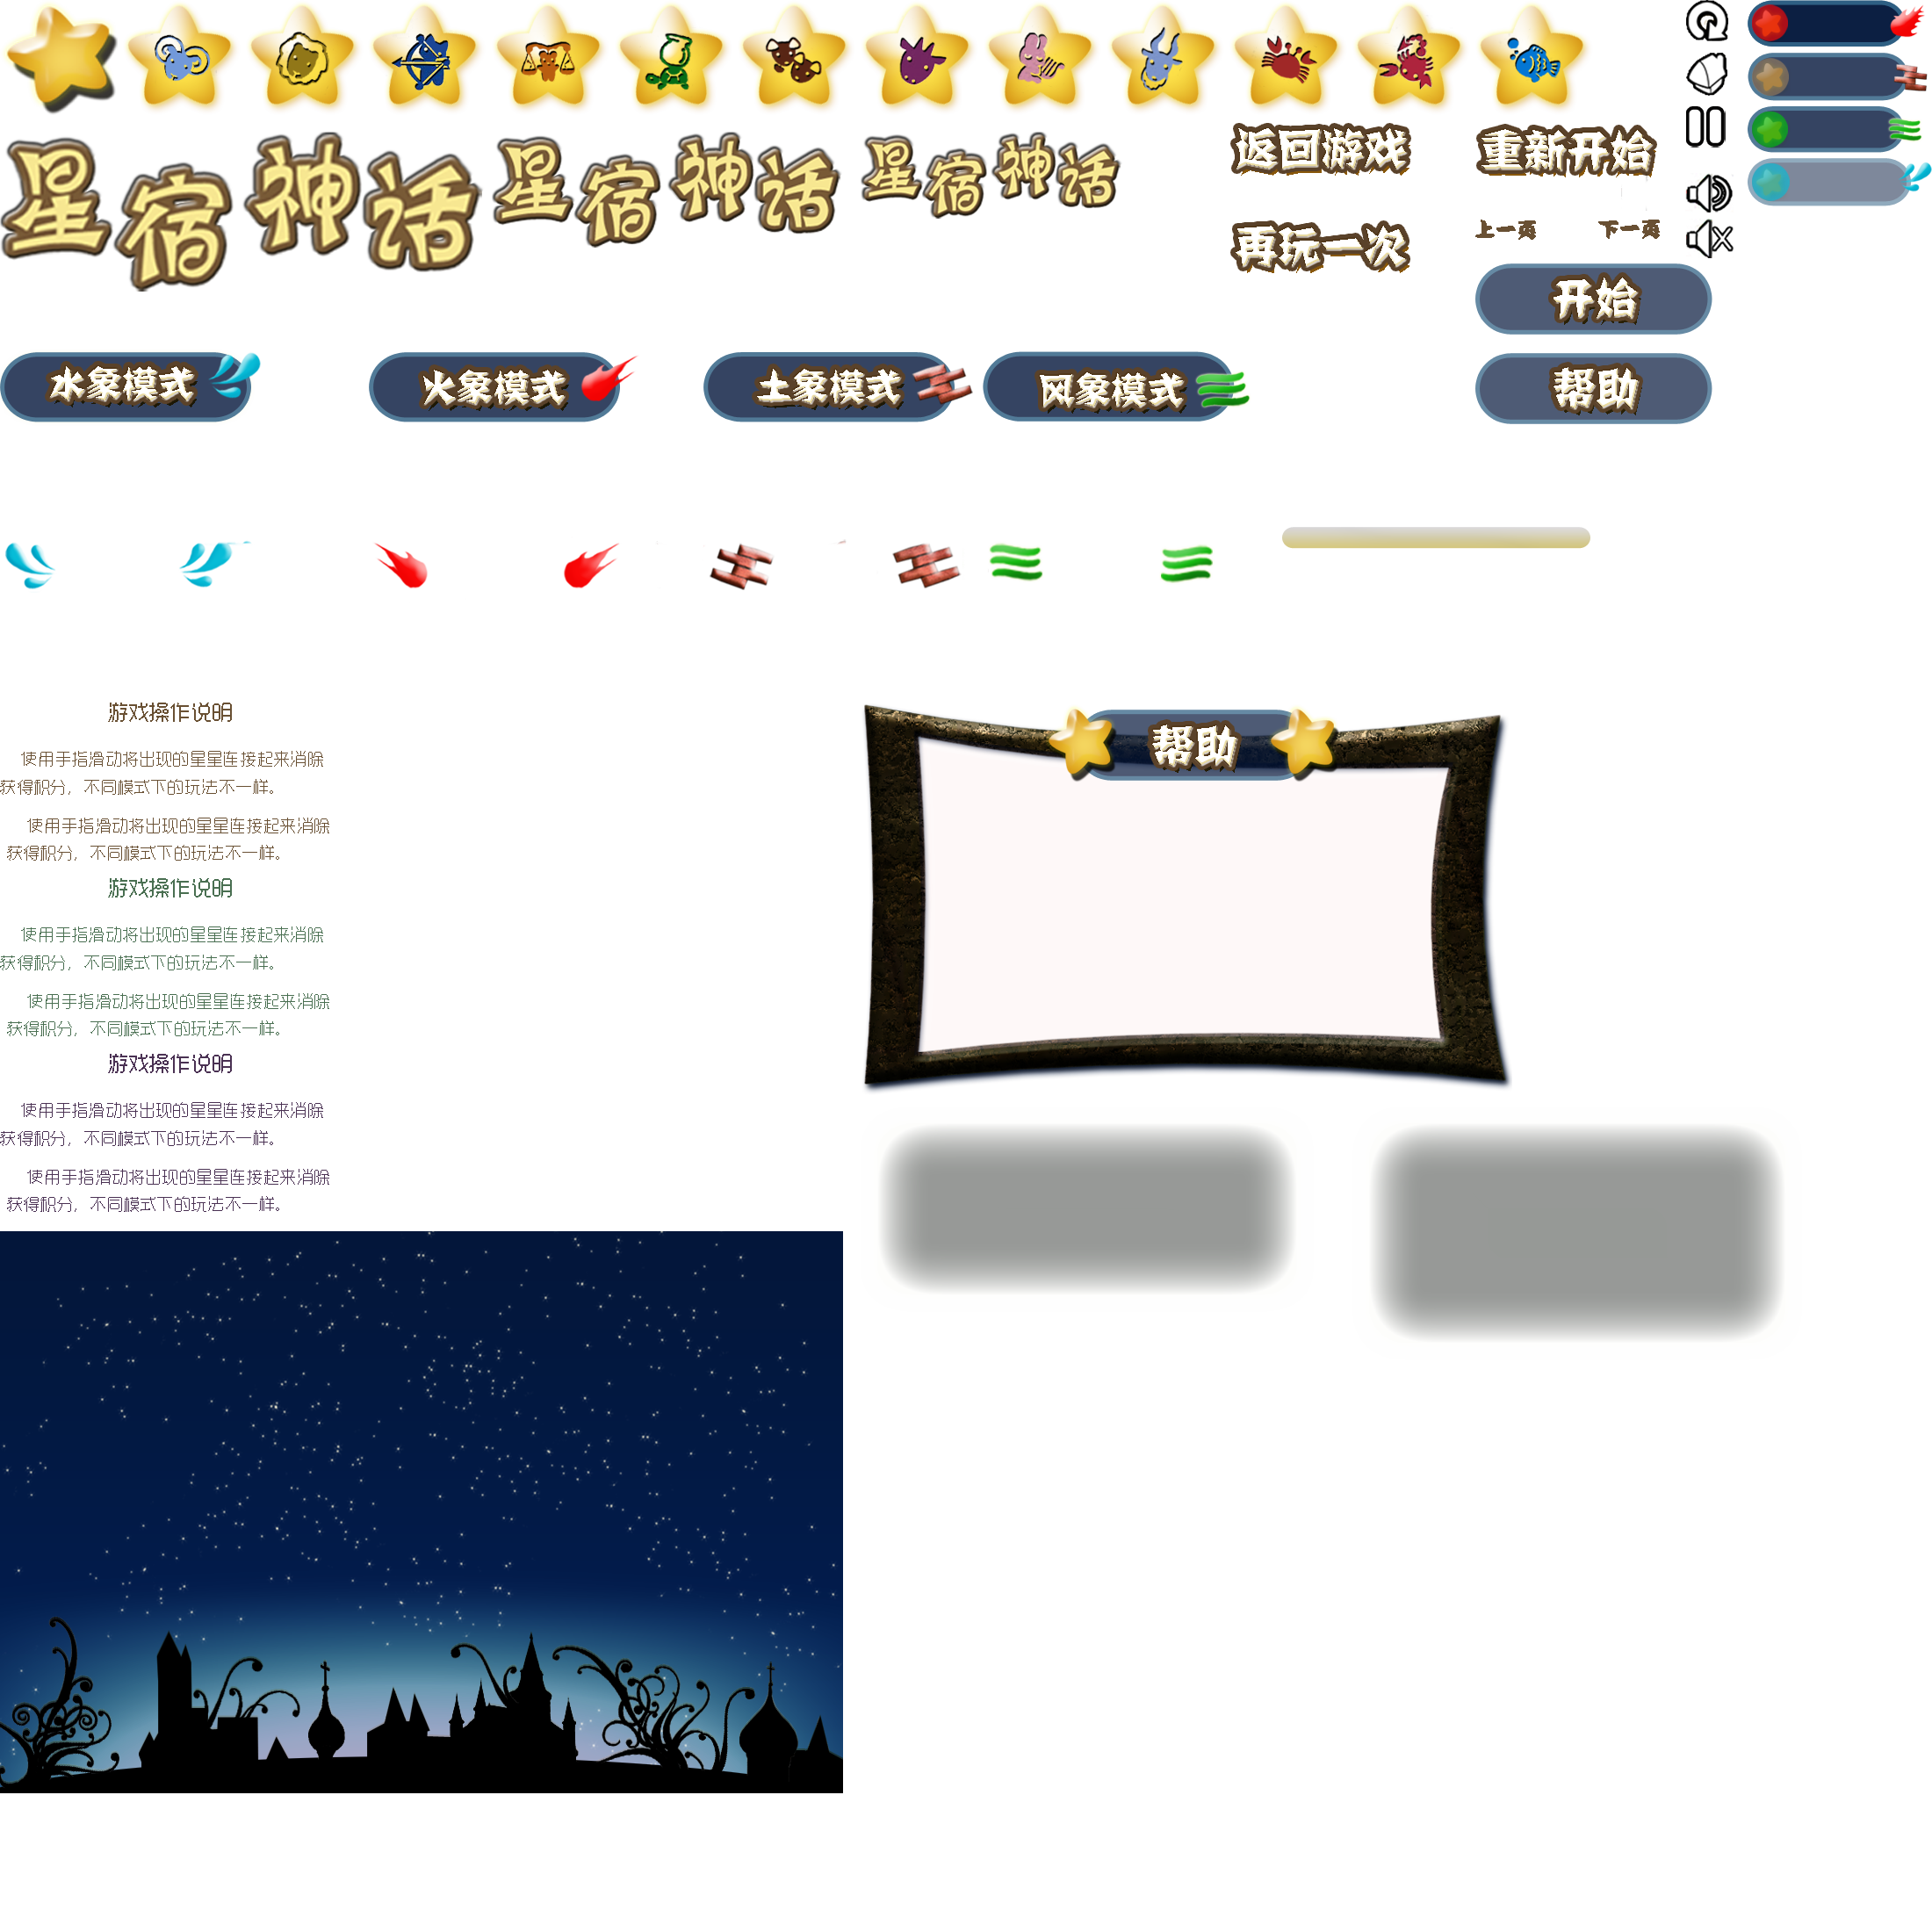 星宿神话
星宿神话
星宿神话
返回游戏
重新开始
再玩一次
上一页
下一页
开始
水象模式
火象模式
土象模式
风象模式
帮助
游戏操作说明
使用手指滑动将出现的星星连接起来消除
获得积分，不同模式下的玩法不一样。
使用手指滑动将出现的星星连接起来消除
获得积分，不同模式下的玩法不一样。
游戏操作说明
使用手指滑动将出现的星星连接起来消除
获得积分，不同模式下的玩法不一样。
使用手指滑动将出现的星星连接起来消除
获得积分，不同模式下的玩法不一样。
游戏操作说明
使用手指滑动将出现的星星连接起来消除
获得积分，不同模式下的玩法不一样。
使用手指滑动将出现的星星连接起来消除
获得积分，不同模式下的玩法不一样。
帮助